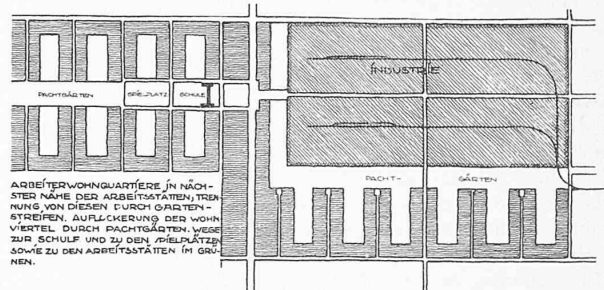 INDUSTRIE
PACHTGÄRTEN
SPIELPLATZ
SCHULE
PACHT- GÄRTEN
ARBEITERWOHNQUARTIERE IN NÄCH-
STER NÄHE DER ARBEITSSTÄTTEN; TREN-
NUNG VON DIESEN DURCH GARTEN-
STREIFEN. AUFLCKERUNG DER WOHN
VIERTEL DURCH PACHTGÄRTEN. WEGE
ZUR SCHULF UND ZU DEN SPIELPLÄTZEN
SOWIE ZU DEN ARBEITSSTÄTTEN IM GRÜ-
NEN.